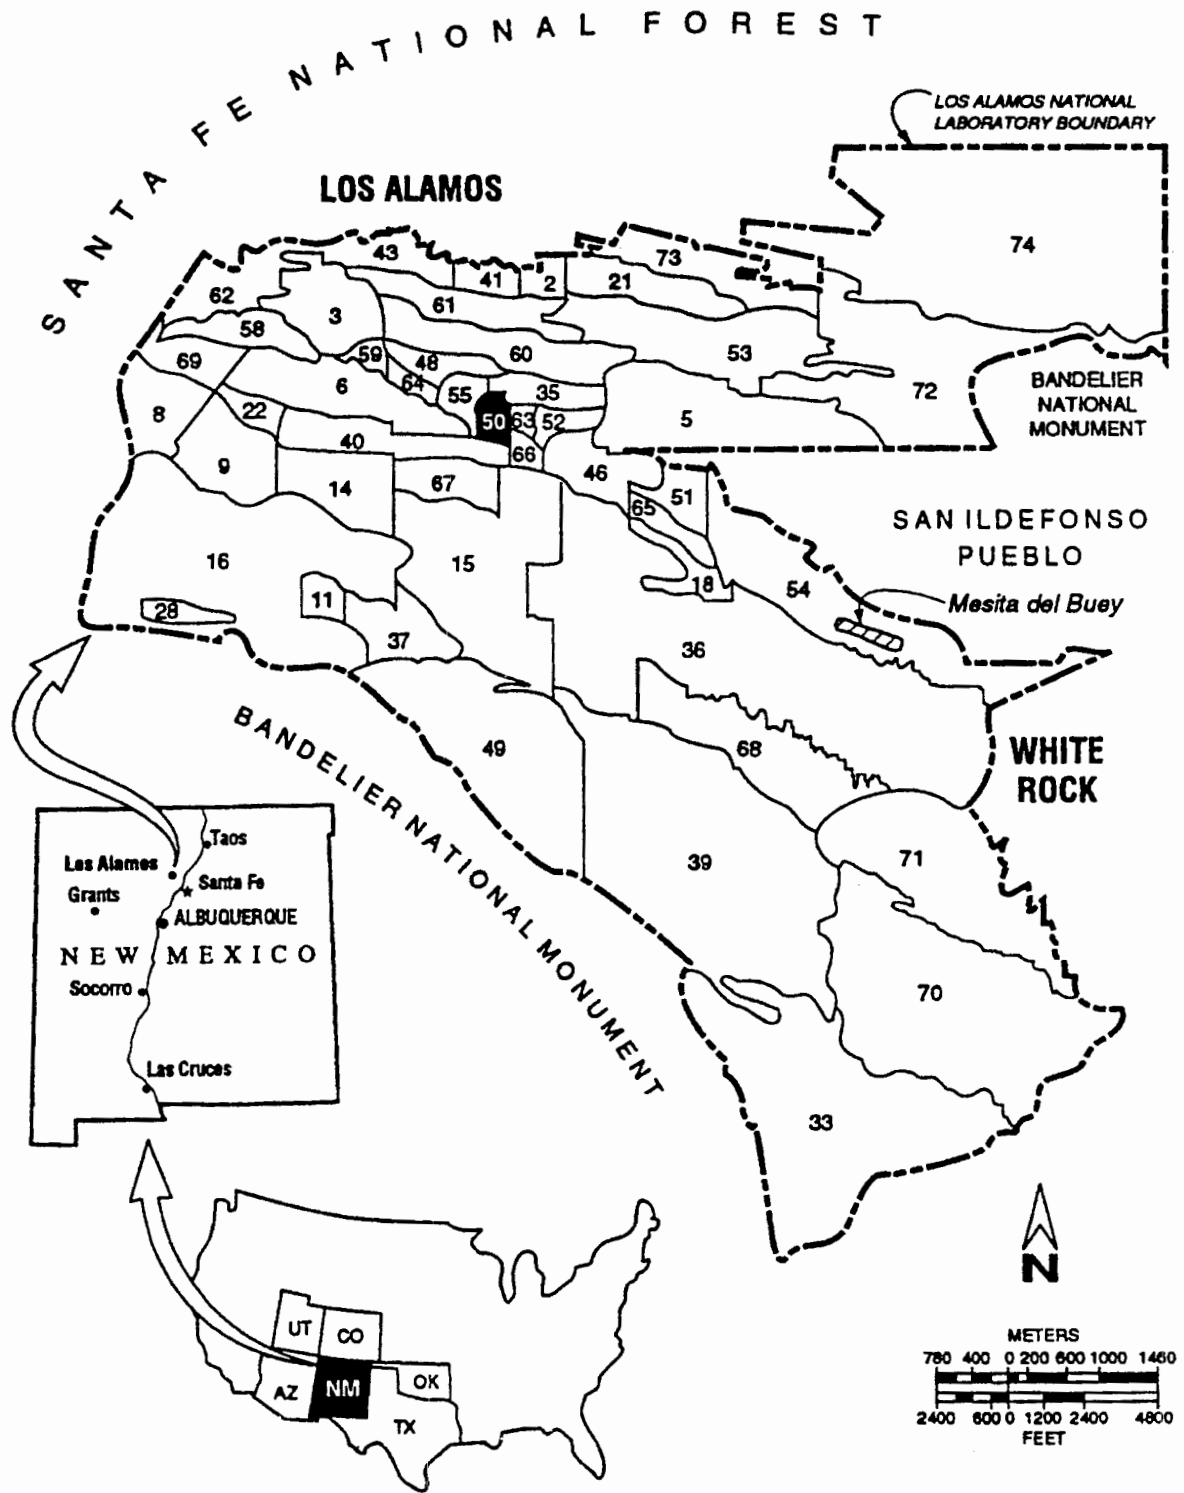 SANTA FE NATIONAL FOREST
LOS ALAMOS NATIONAL
LABORATORY BOUNDARY
LOS ALAMOS
74
43
73
41
2
21
62
61
3
58
53
60
59
48
69
64
6
35
55
72
BANDELIER
NATIONAL
MONUMENT
8
22
50
63
52
5
40
66
9
46
14
67
51
65
SAN ILDEFONSO
PUEBLO
16
15
18
54
11
28
Mesita del Buey
37
36
BANDELIER NATIONAL MONUMENT
49
68
WHITE
ROCK
39
71
70
33
Taos
Los Alamos
Santa Fe
Grants
ALBUQUERQUE
NEW MEXICO
Socorro
Las Cruces
UT
CO
AZ
NM
OK
TX
N
METERS
780 400 0 200 600 1000 1460
2400 600 0 1200 2400 4800
FEET